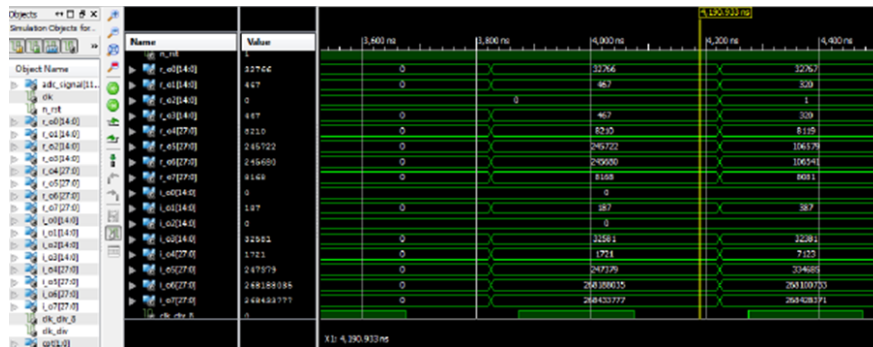 Objects
Simulation Objects for...
Object Name
adc_signal[11...
clk
n_rst
r_o0[14:0]
r_o1[14:0]
r_o2[14:0]
r_o3[14:0]
r_o4[27:0]
r_o5[27:0]
r_o6[27:0]
r_o7[27:0]
i_o0[14:0]
i_o1[14:0]
i_o2[14:0]
i_o3[14:0]
i_o4[27:0]
i_o5[27:0]
i_o6[27:0]
i_o7[27:0]
clk_div_8
clk_div
4,190.933 ns
Name Value 3,600 ns 3,800 ns 4,000 ns 4,200 ns 4,400 ns
n_rst 1
r_o0[14:0] 32766 0 32766 32767
r_o1[14:0] 467 0 467 320
r_o2[14:0] 0 0 1
r_o3[14:0] 467 0 467 320
r_o4[27:0] 8210 0 8210 8119
r_o5[27:0] 245722 0 245722 106579
r_o6[27:0] 245680 0 245680 106541
r_o7[27:0] 8168 0 8168 8081
i_o0[14:0] 0 0
i_o1[14:0] 187 0 187 387
i_o2[14:0] 0 0
i_o3[14:0] 32581 0 32581 32381
i_o4[27:0] 1721 0 1721 7123
i_o5[27:0] 247379 0 247379 334685
i_o6[27:0] 268188035 0 268188035 268100733
i_o7[27:0] 268433777 0 268433777 268428371
clk_div_8 0
X1: 4,190.933 ns